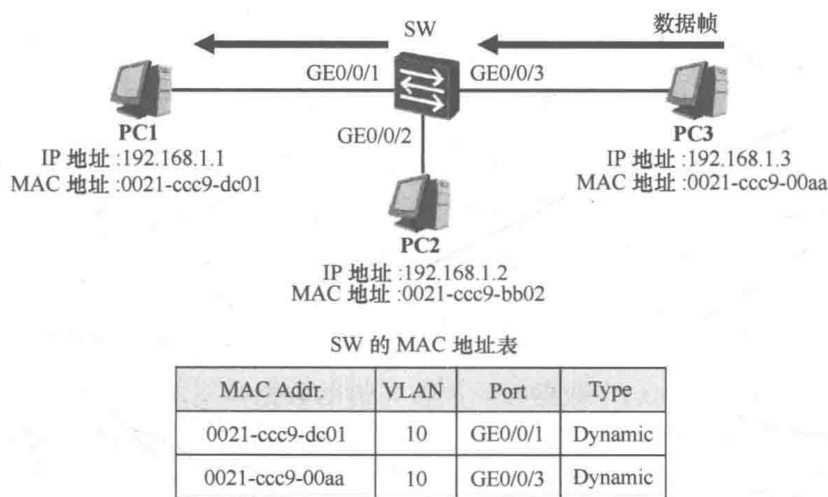 SW
数据帧
GE0/0/1
GE0/0/3
PC1
GE0/0/2
PC3
IP 地址 :192.168.1.1
MAC 地址 :0021-ccc9-dc01
IP 地址 :192.168.1.3
MAC 地址 :0021-ccc9-00aa
PC2
IP 地址 :192.168.1.2
MAC 地址 :0021-ccc9-bb02
SW 的 MAC 地址表
MAC Addr. VLAN Port Type
0021-ccc9-dc01 10 GE0/0/1 Dynamic
0021-ccc9-00aa 10 GE0/0/3 Dynamic